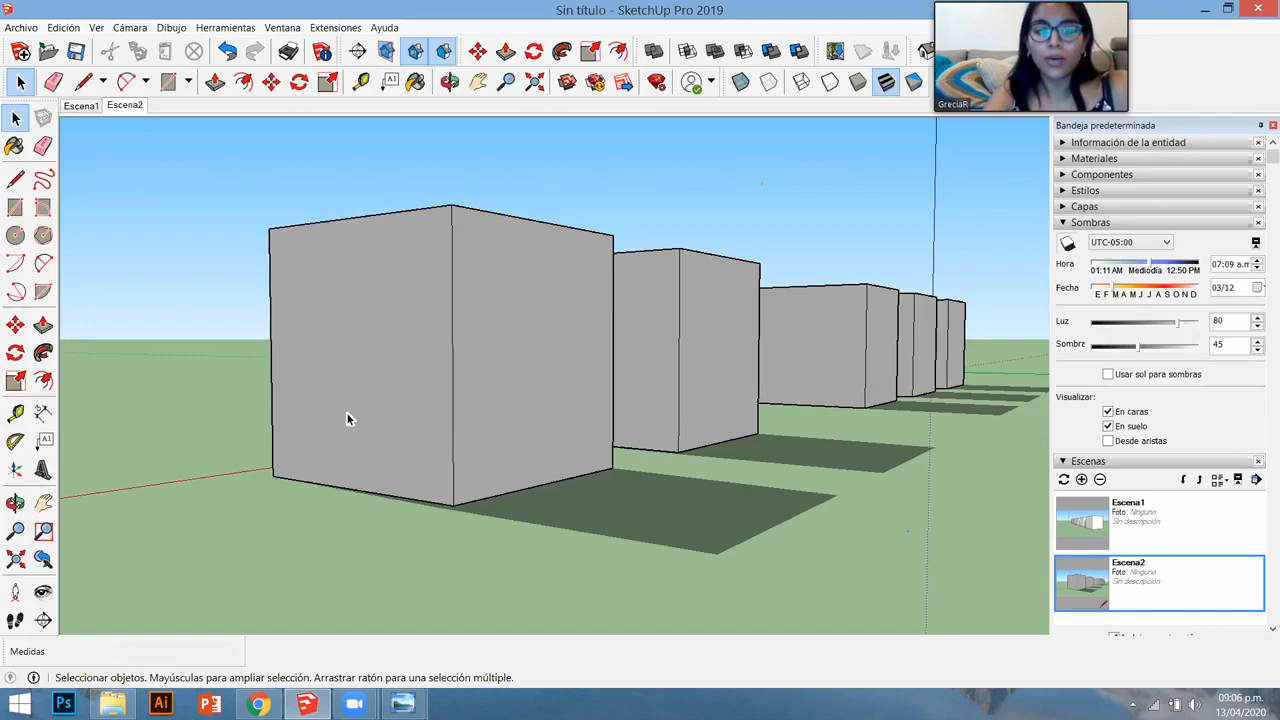 Sin título - SketchUp Pro 2019
Archivo Edición Ver Cámara Dibujo Herramientas Ventana Extensiones Ayuda
GreciaR
Escena1 Escena2
Bandeja predeterminada
Información de la entidad
Materiales
Componentes
Estilos
Capas
Sombras
UTC-05:00
Hora
01:11 AM Mediodía 12:50 PM
07:09 a.m
Fecha
E F M A M J J A S O N D
03/12
Luz
80
Sombra
45
Usar sol para sombras
Visualizar:
En caras
En suelo
Desde aristas
Escenas
Escena1
Foto: Ninguno
Sin descripción
Escena2
Foto: Ninguno
Sin descripción
Medidas
Seleccionar objetos. Mayúsculas para ampliar selección. Arrastrar ratón para una selección múltiple.
Ps
Ai
P
09:06 p.m.
13/04/2020